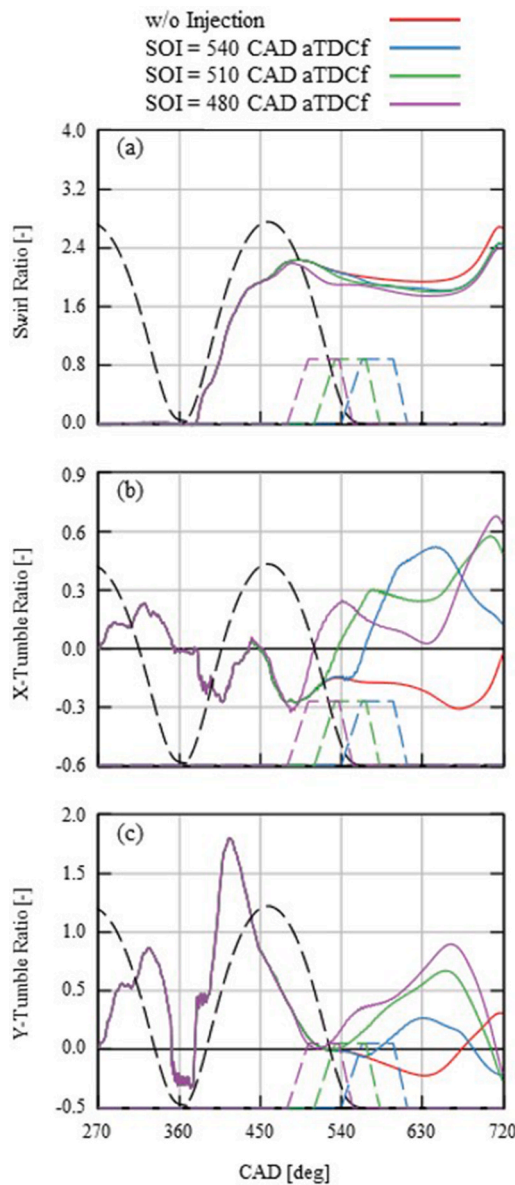 w/o Injection
SOI = 540 CAD aTDCf
SOI = 510 CAD aTDCf
SOI = 480 CAD aTDCf
(a)
Swirl Ratio [-]
4.0
3.2
2.4
1.6
0.8
0.0
(b)
X-Tumble Ratio [-]
0.9
0.6
0.3
0.0
-0.3
-0.6
(c)
Y-Tumble Ratio [-]
2.0
1.5
1.0
0.5
0.0
-0.5
270 360 450 540 630 720
CAD [deg]